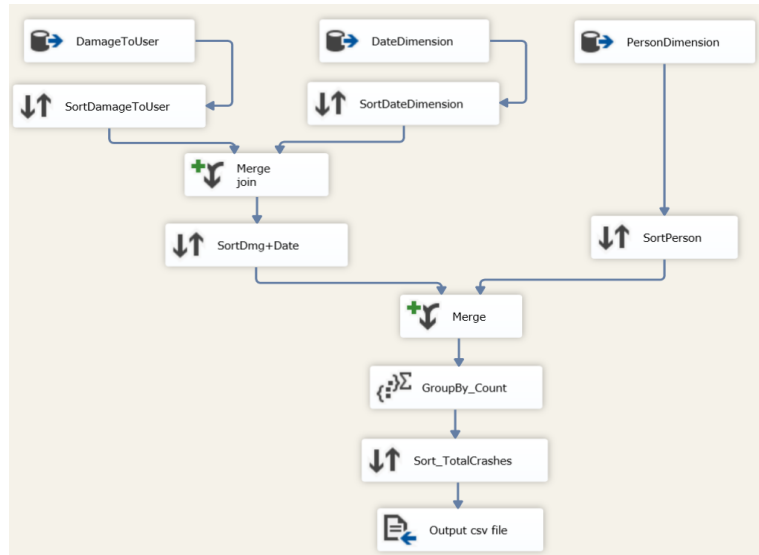 DamageToUser
DateDimension
PersonDimension
SortDamageToUser
SortDateDimension
Merge
join
SortDmg+Date
SortPerson
Merge
GroupBy_Count
Sort_TotalCrashes
Output csv file